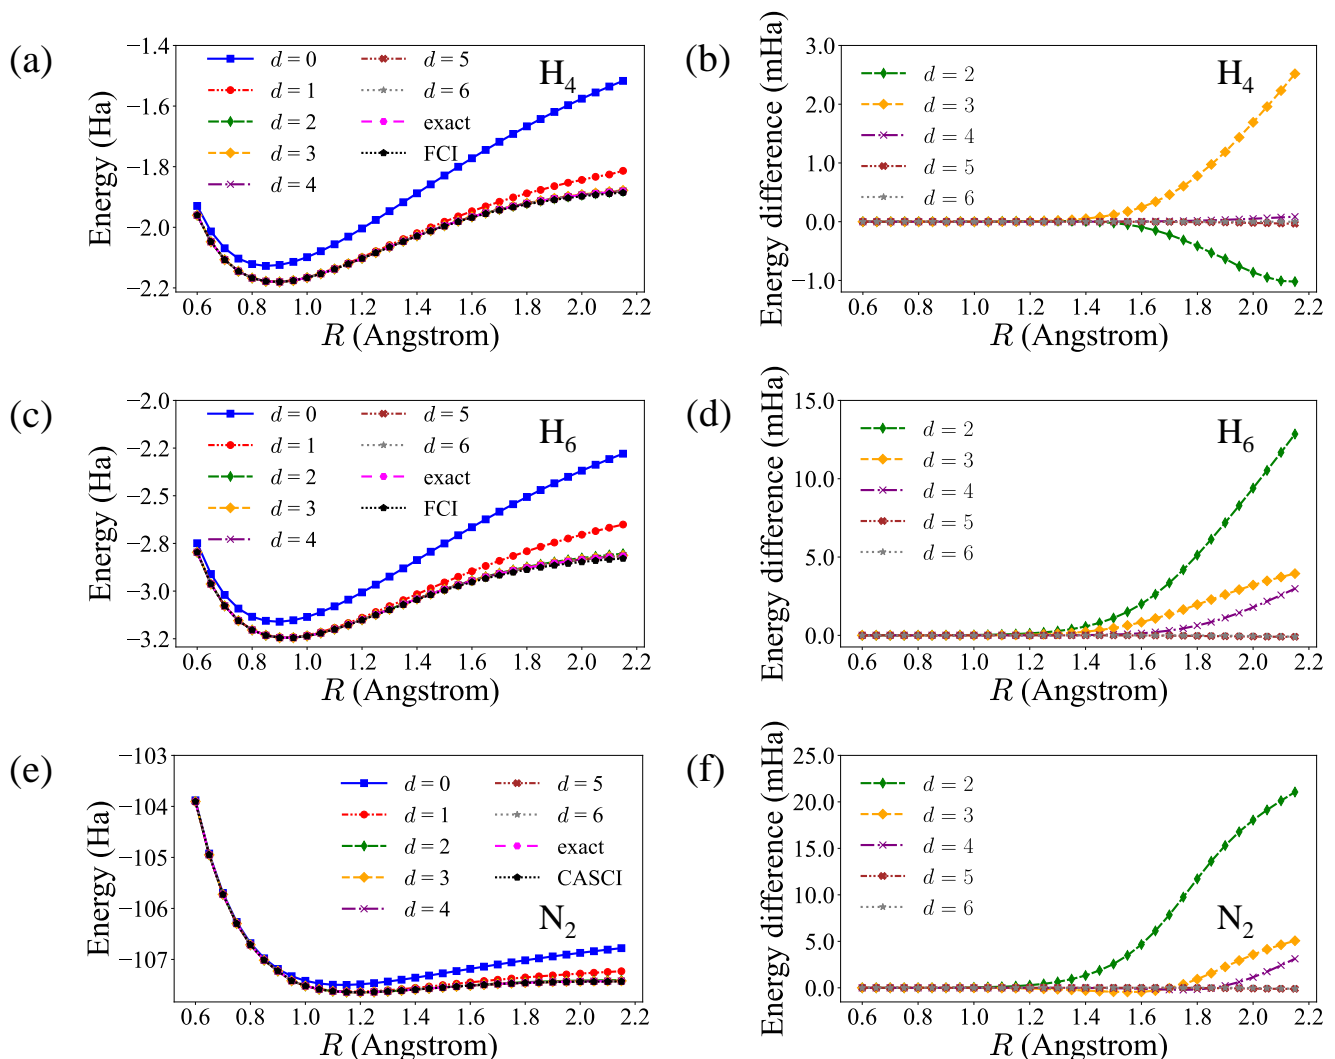 (a)
Energy (Ha)
−1.4
−1.6
−1.8
−2.0
−2.2
d = 0
d = 1
d = 2
d = 3
d = 4
d = 5
d = 6
exact
FCI
H4
0.6 0.8 1.0 1.2 1.4 1.6 1.8 2.0 2.2
R (Angstrom)
(b)
Energy difference (mHa)
3.0
2.0
1.0
0.0
−1.0
d = 2
d = 3
d = 4
d = 5
d = 6
H4
0.6 0.8 1.0 1.2 1.4 1.6 1.8 2.0 2.2
R (Angstrom)
(c)
Energy (Ha)
−2.0
−2.2
−2.5
−2.8
−3.0
−3.2
d = 0
d = 1
d = 2
d = 3
d = 4
d = 5
d = 6
exact
FCI
H6
0.6 0.8 1.0 1.2 1.4 1.6 1.8 2.0 2.2
R (Angstrom)
(d)
Energy difference (mHa)
15.0
10.0
5.0
0.0
d = 2
d = 3
d = 4
d = 5
d = 6
H6
0.6 0.8 1.0 1.2 1.4 1.6 1.8 2.0 2.2
R (Angstrom)
(e)
Energy (Ha)
−103
−104
−105
−106
−107
d = 0
d = 1
d = 2
d = 3
d = 4
d = 5
d = 6
exact
CASCI
N2
0.6 0.8 1.0 1.2 1.4 1.6 1.8 2.0 2.2
R (Angstrom)
(f)
Energy difference (mHa)
25.0
20.0
15.0
10.0
5.0
0.0
d = 2
d = 3
d = 4
d = 5
d = 6
N2
0.6 0.8 1.0 1.2 1.4 1.6 1.8 2.0 2.2
R (Angstrom)